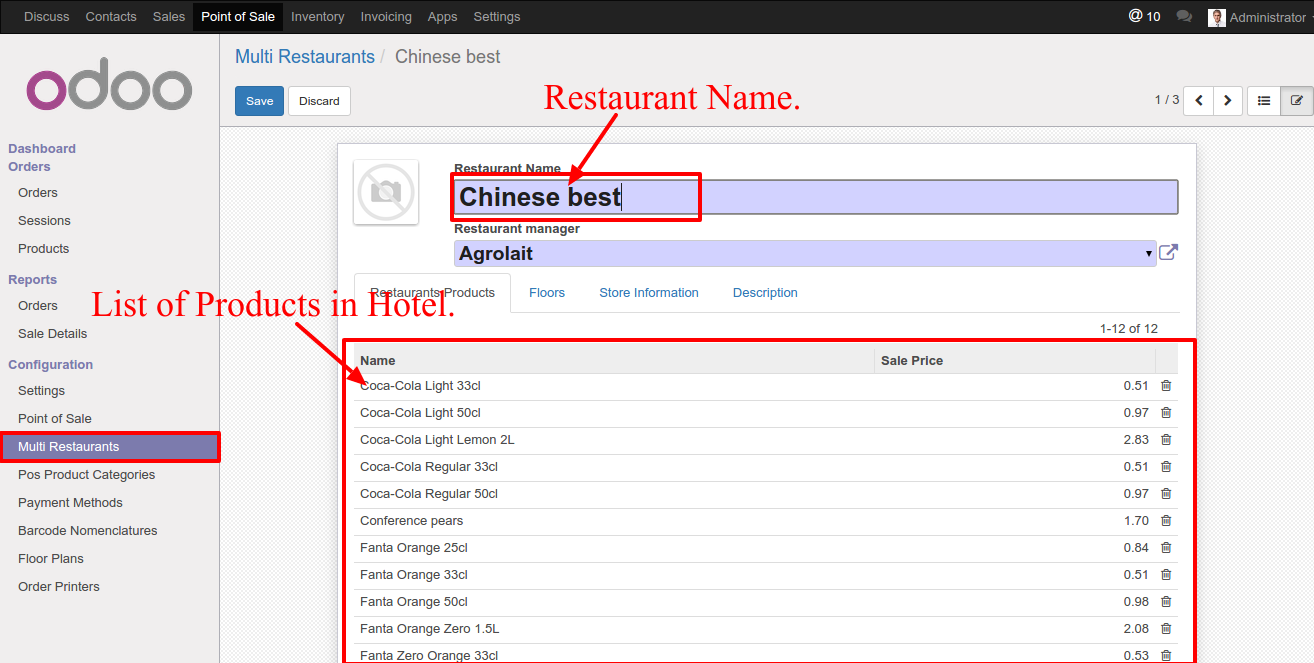 Discuss Contacts Sales Point of Sale Inventory Invoicing Apps Settings @ 10 Administrator
odoo
Multi Restaurants / Chinese best
Save Discard
Restaurant Name.
1 / 3
Dashboard
Orders
Orders
Sessions
Products
Reports
Orders
Sale Details
Configuration
Settings
Point of Sale
Multi Restaurants
Pos Product Categories
Payment Methods
Barcode Nomenclatures
Floor Plans
Order Printers
Restaurant Name
Chinese best
Restaurant manager
Agrolait
Restaurants Products Floors Store Information Description
List of Products in Hotel.
1-12 of 12
Name Sale Price
Coca-Cola Light 33cl 0.51
Coca-Cola Light 50cl 0.97
Coca-Cola Light Lemon 2L 2.83
Coca-Cola Regular 33cl 0.51
Coca-Cola Regular 50cl 0.97
Conference pears 1.70
Fanta Orange 25cl 0.84
Fanta Orange 33cl 0.51
Fanta Orange 50cl 0.98
Fanta Orange Zero 1.5L 2.08
Fanta Zero Orange 33cl 0.53